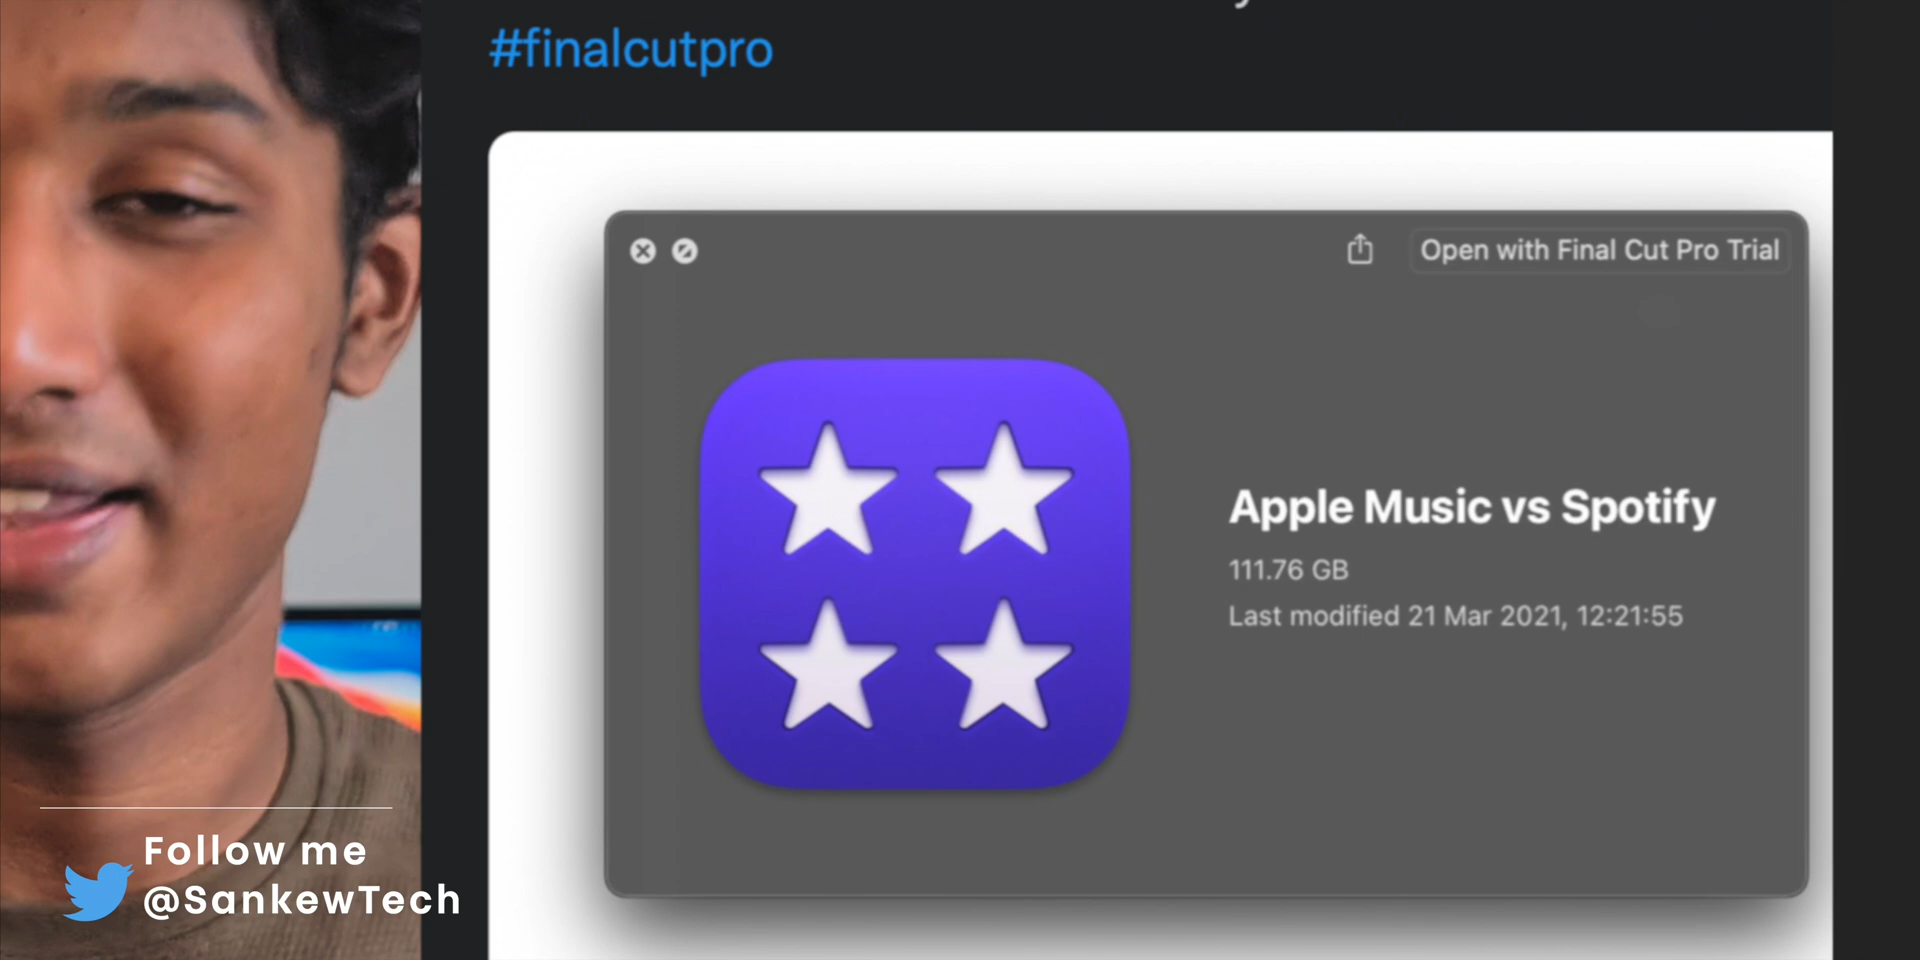 #finalcutpro
Open with Final Cut Pro Trial
Apple Music vs Spotify
111.76 GB
Last modified 21 Mar 2021, 12:21:55
Follow me
@SankewTech